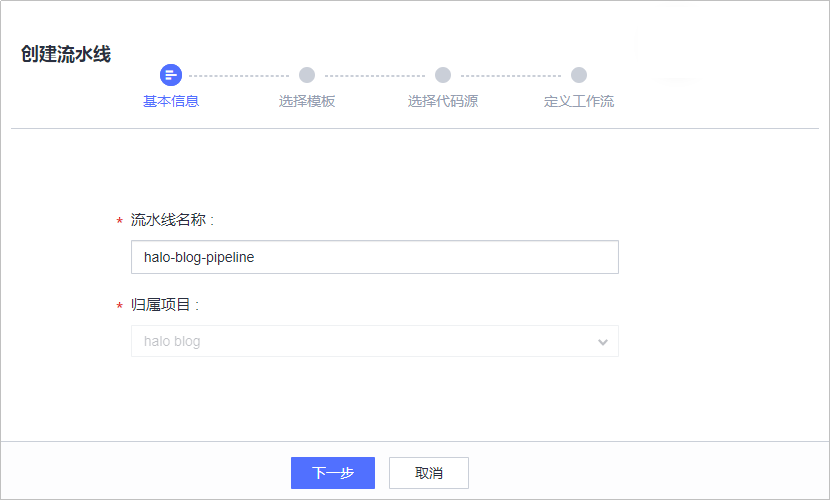 创建流水线
基本信息 选择模板 选择代码源 定义工作流
* 流水线名称 :
halo-blog-pipeline
* 归属项目 :
halo blog
下一步 取消